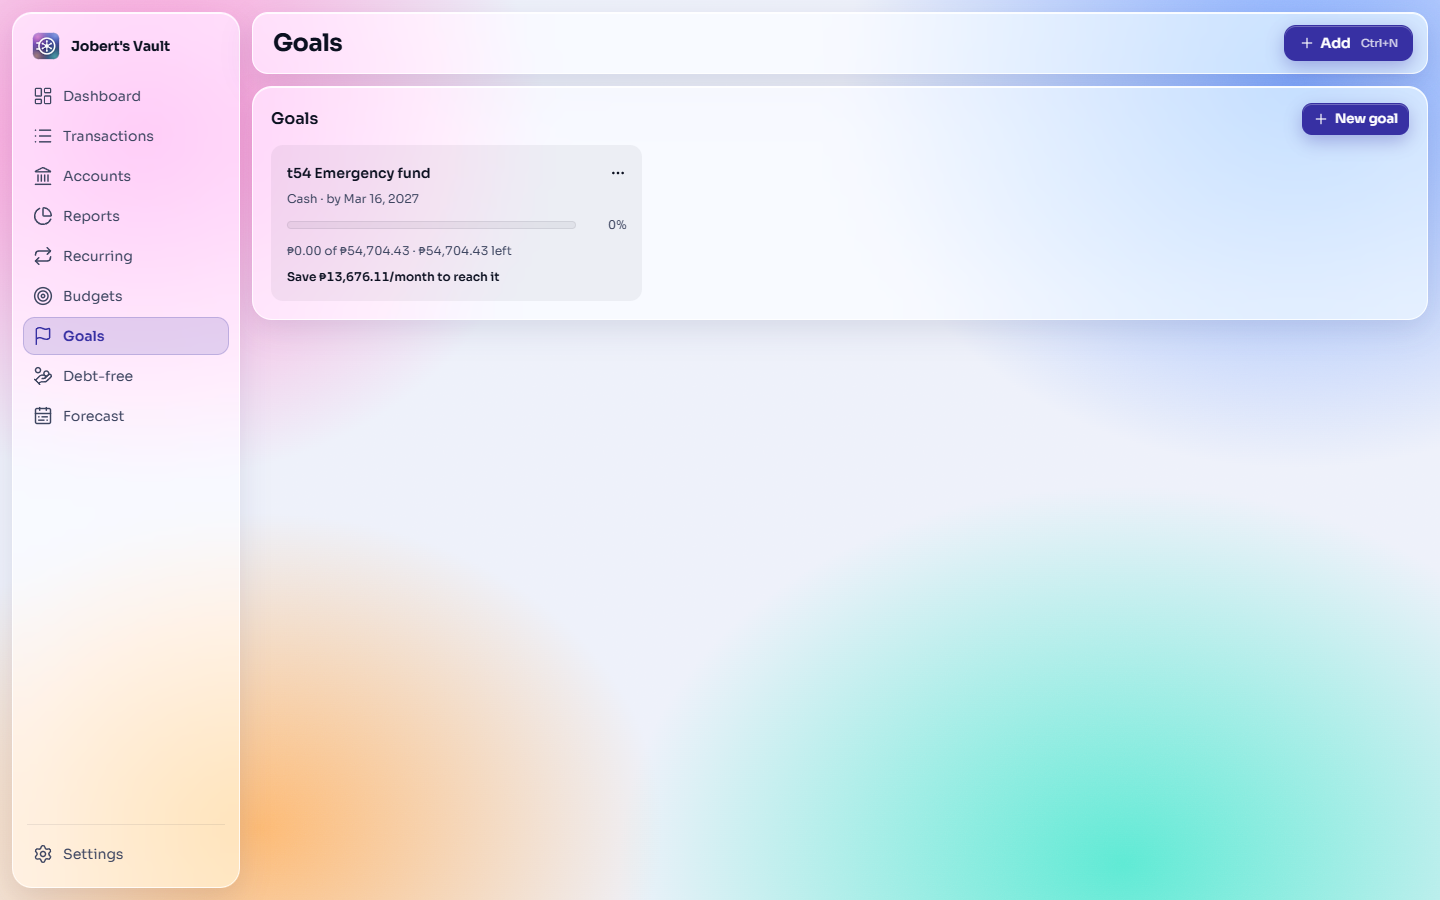 Jobert's Vault
Dashboard
Transactions
Accounts
Reports
Recurring
Budgets
Goals
Debt-free
Forecast
Settings
Goals
Add Ctrl+N
Goals
New goal
t54 Emergency fund
Cash · by Mar 16, 2027
0%
₱0.00 of ₱54,704.43 · ₱54,704.43 left
Save ₱13,676.11/month to reach it